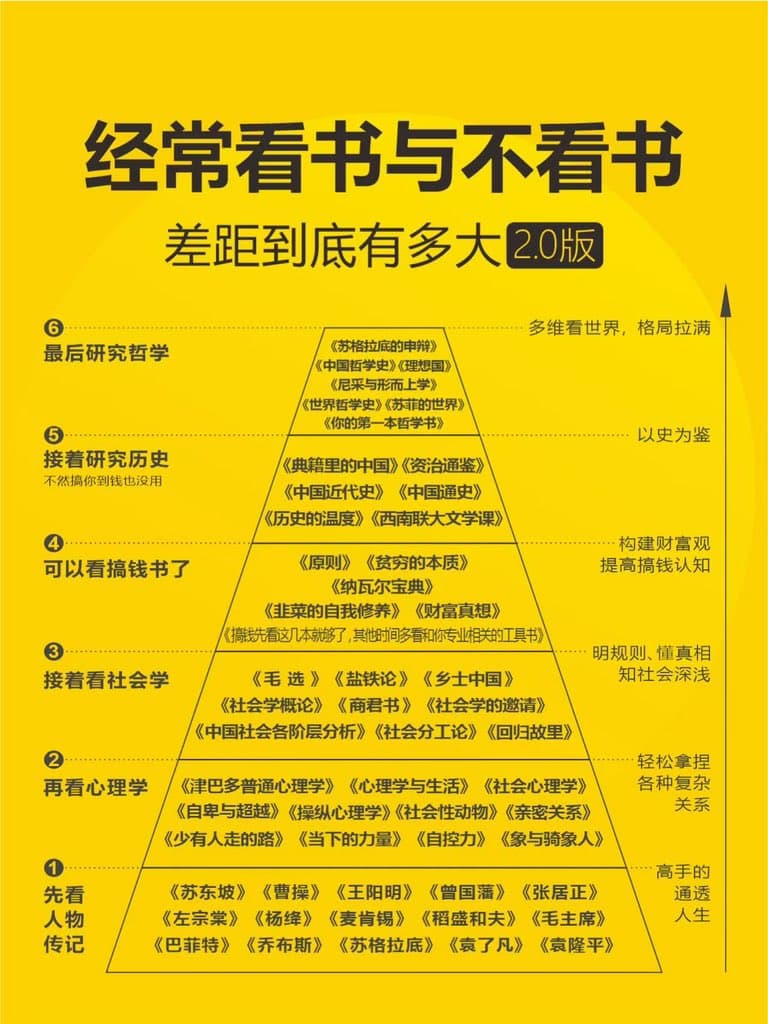 经常看书与不看书
差距到底有多大 2.0版
6
最后研究哲学
《苏格拉底的申辩》
《中国哲学史》《理想国》
《尼采与形而上学》
《世界哲学史》《苏菲的世界》
《你的第一本哲学书》
多维看世界，格局拉满
5
接着研究历史
不然搞你到钱也没用
《典籍里的中国》《资治通鉴》
《中国近代史》 《中国通史》
《历史的温度》《西南联大文学课》
以史为鉴
4
可以看搞钱书了
《原则》 《贫穷的本质》
《纳瓦尔宝典》
《韭菜的自我修养》 《财富真想》
《搞钱先看这几本就够了，其他时间多看和你专业相关的工具书》
构建财富观
提高搞钱认知
3
接着看社会学
《毛 选 》 《盐铁论》 《乡士中国 》
《社会学概论》 《商君书》 《社会学的邀请》
《中国社会各阶层分析》《社会分工论》《回归故里》
明规则、懂真相
知社会深浅
2
再看心理学
《津巴多普通心理学》 《心理学与生活》 《社会心理学》
《自卑与超越》《操纵心理学》《社会性动物》《亲密关系》
《少有人走的路》 《当下的力量》 《自控力》 《象与骑象人》
轻松拿捏
各种复杂
关系
1
先看
人物
传记
《苏东坡》 《曹操》 《王阳明》 《曾国藩》 《张居正》
《左宗棠》 《杨绛》 《麦肯锡》 《稻盛和夫》 《毛主席》
《巴菲特》 《乔布斯》 《苏格拉底》 《袁了凡》 《袁隆平》
高手的
通透
人生